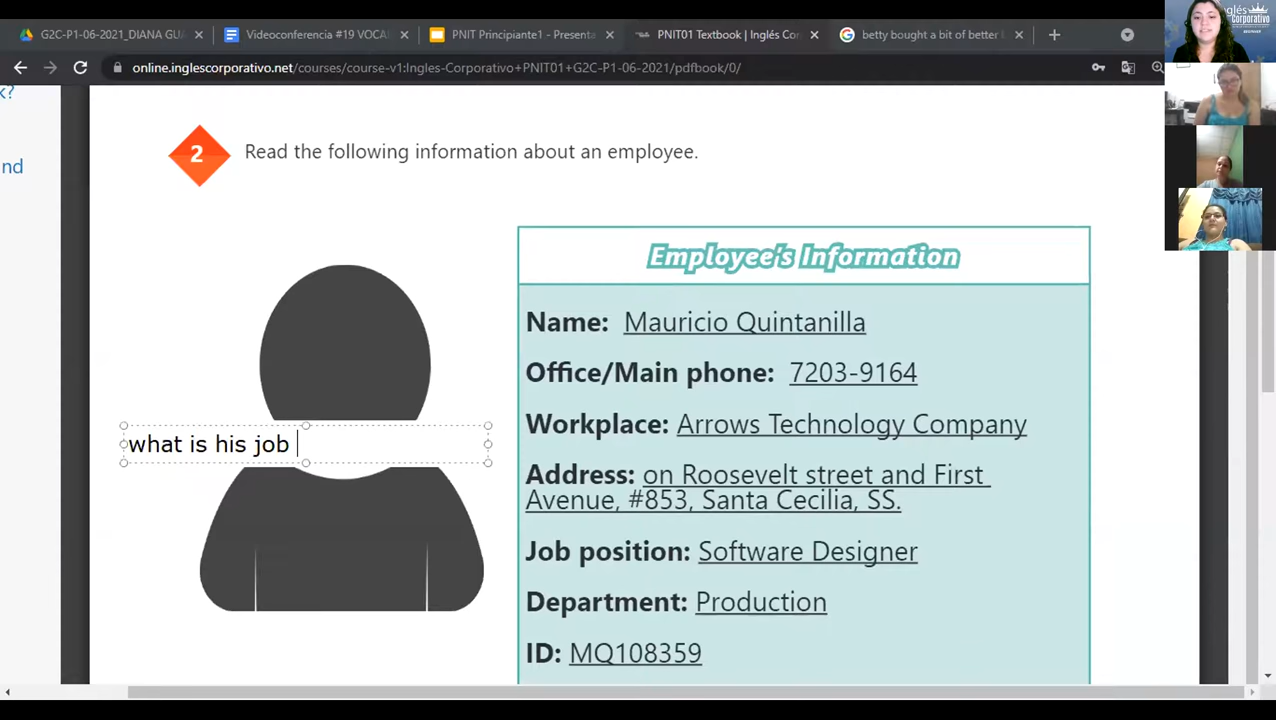 G2C-P1-06-2021_DIANA GUA
Videoconferencia #19 VOCA
PNIT Principiante1 - Presenta
PNIT01 Textbook | Inglés Cor
betty bought a bit of better
online.inglescorporativo.net/courses/course-v1:Ingles-Corporativo+PNIT01+G2C-P1-06-2021/pdfbook/0/
Inglés
Corporativo
k?
nd
2
Read the following information about an employee.
Employee's Information
Name: Mauricio Quintanilla
Office/Main phone: 7203-9164
Workplace: Arrows Technology Company
what is his job
Address: on Roosevelt street and First
Avenue, #853, Santa Cecilia, SS.
Job position: Software Designer
Department: Production
ID: MQ108359